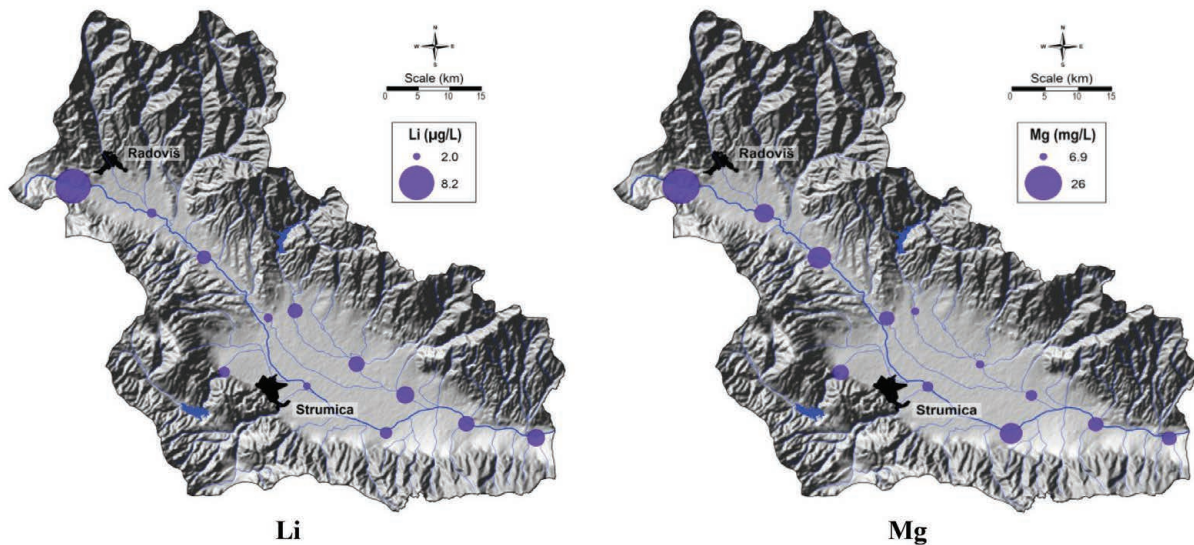 N
W E
S
Scale (km)
0 5 10 15
Li (µg/L)
2.0
8.2
Radoviš
Strumica
Li
N
W E
S
Scale (km)
0 5 10 15
Mg (mg/L)
6.9
26
Radoviš
Strumica
Mg